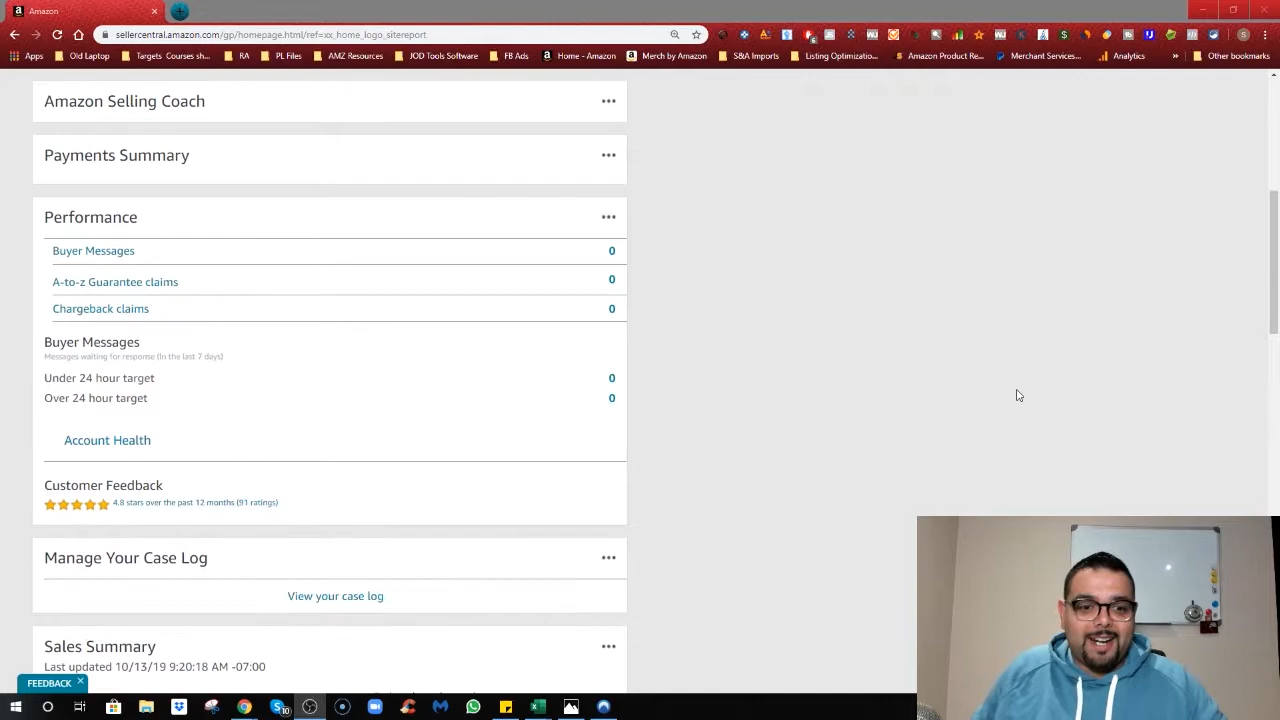 Amazon
sellercentral.amazon.com/gp/homepage.html/ref=xx_home_logo_sitereport
Apps Old Laptop Targets Courses sh... RA PL Files AMZ Resources JOD Tools Software FB Ads Home - Amazon Merch by Amazon S&A Imports Listing Optimizatio... Amazon Product Re... Merchant Services... Analytics » Other bookmarks
Amazon Selling Coach
Payments Summary
Performance
Buyer Messages 0
A-to-z Guarantee claims 0
Chargeback claims 0
Buyer Messages
Messages waiting for response (In the last 7 days)
Under 24 hour target 0
Over 24 hour target 0
Account Health
Customer Feedback
4.8 stars over the past 12 months (91 ratings)
Manage Your Case Log
View your case log
Sales Summary
Last updated 10/13/19 9:20:18 AM -07:00
FEEDBACK
10